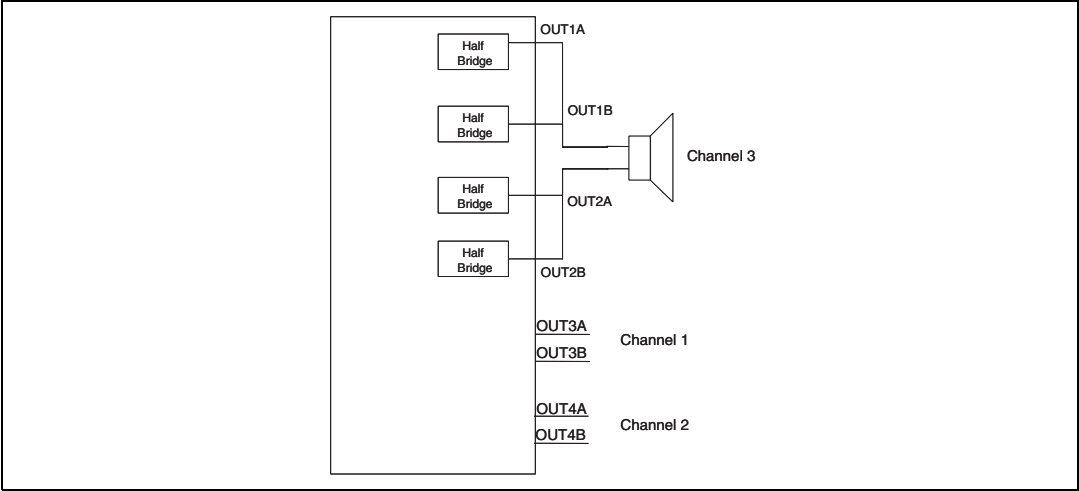 OUT1A
Half
Bridge
OUT1B
Half
Bridge
Channel 3
Half
Bridge
OUT2A
Half
Bridge
OUT2B
OUT3A
Channel 1
OUT3B
OUT4A
Channel 2
OUT4B